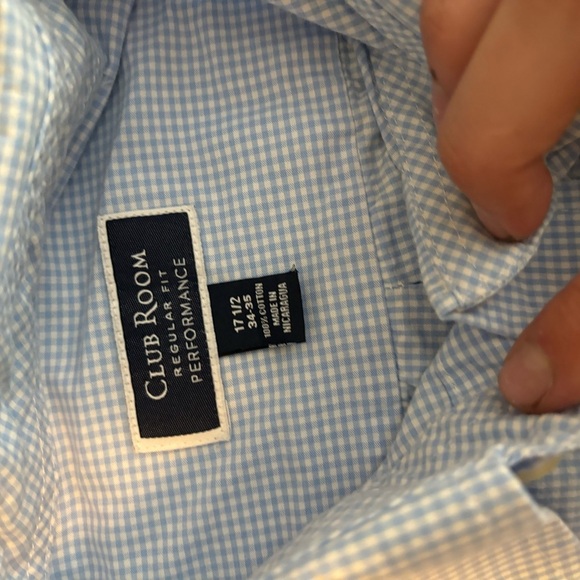 CLUB ROOM
REGULAR FIT
PERFORMANCE
17 1/2
34-35
100% COTTON
MADE IN
NICARAGUA